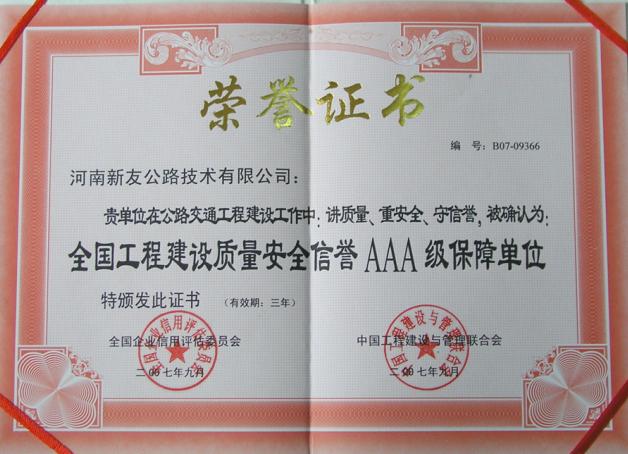 荣誉证书
编 号：B07-09366
河南新友公路技术有限公司：
贵单位在公路交通工程建设工作中：讲质量、重安全、守信誉，被确认为：
全国工程建设质量安全信誉AAA级保障单位
特颁发此证书 （有效期：三年）
全国企业信用评估委员会 中国工程建设与管理联合会
二00七年九月 二00七年九月